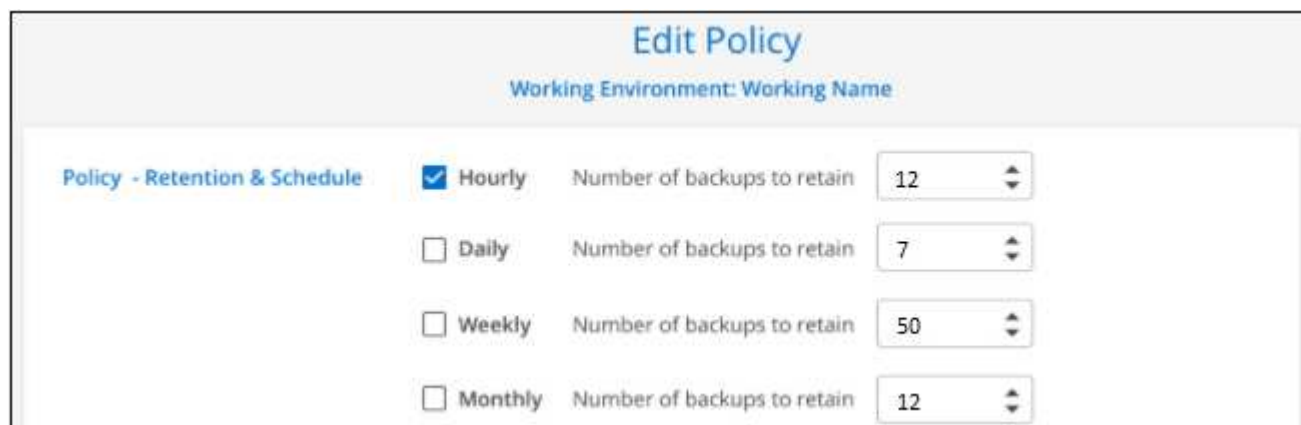 Edit Policy
Working Environment: Working Name
Policy - Retention & Schedule Hourly Number of backups to retain 12
Daily Number of backups to retain 7
Weekly Number of backups to retain 50
Monthly Number of backups to retain 12